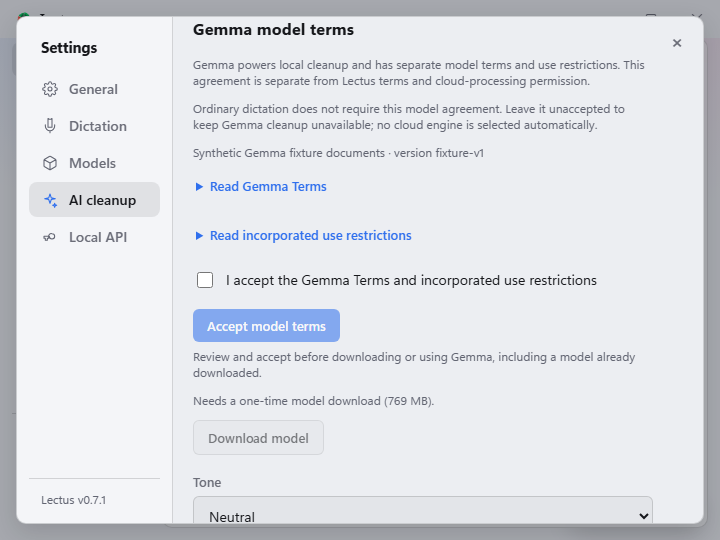 Settings
General
Dictation
Models
AI cleanup
Local API
Lectus v0.7.1
Gemma model terms
Gemma powers local cleanup and has separate model terms and use restrictions. This
agreement is separate from Lectus terms and cloud-processing permission.
Ordinary dictation does not require this model agreement. Leave it unaccepted to
keep Gemma cleanup unavailable; no cloud engine is selected automatically.
Synthetic Gemma fixture documents · version fixture-v1
Read Gemma Terms
Read incorporated use restrictions
I accept the Gemma Terms and incorporated use restrictions
Accept model terms
Review and accept before downloading or using Gemma, including a model already
downloaded.
Needs a one-time model download (769 MB).
Download model
Tone
Neutral